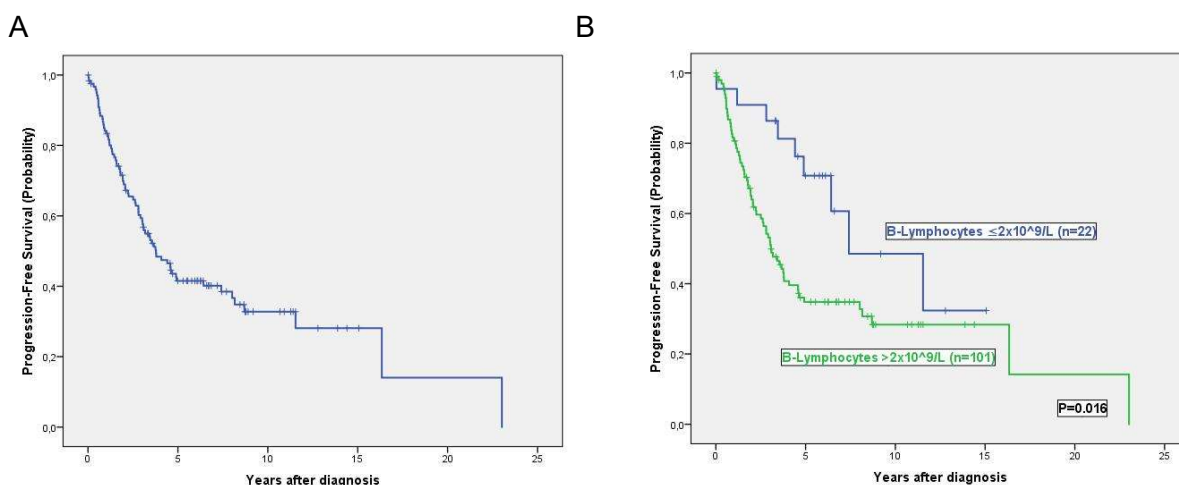 A
B
Progression-Free Survival (Probability)
1,0
0,8
0,6
0,4
0,2
0,0
0
5
10
15
20
25
Years after diagnosis
Progression-Free Survival (Probability)
1,0
0,8
0,6
0,4
0,2
0,0
B-Lymphocytes ≤2x10^9/L (n=22)
B-Lymphocytes >2x10^9/L (n=101)
P=0.016
0
5
10
15
20
25
Years after diagnosis